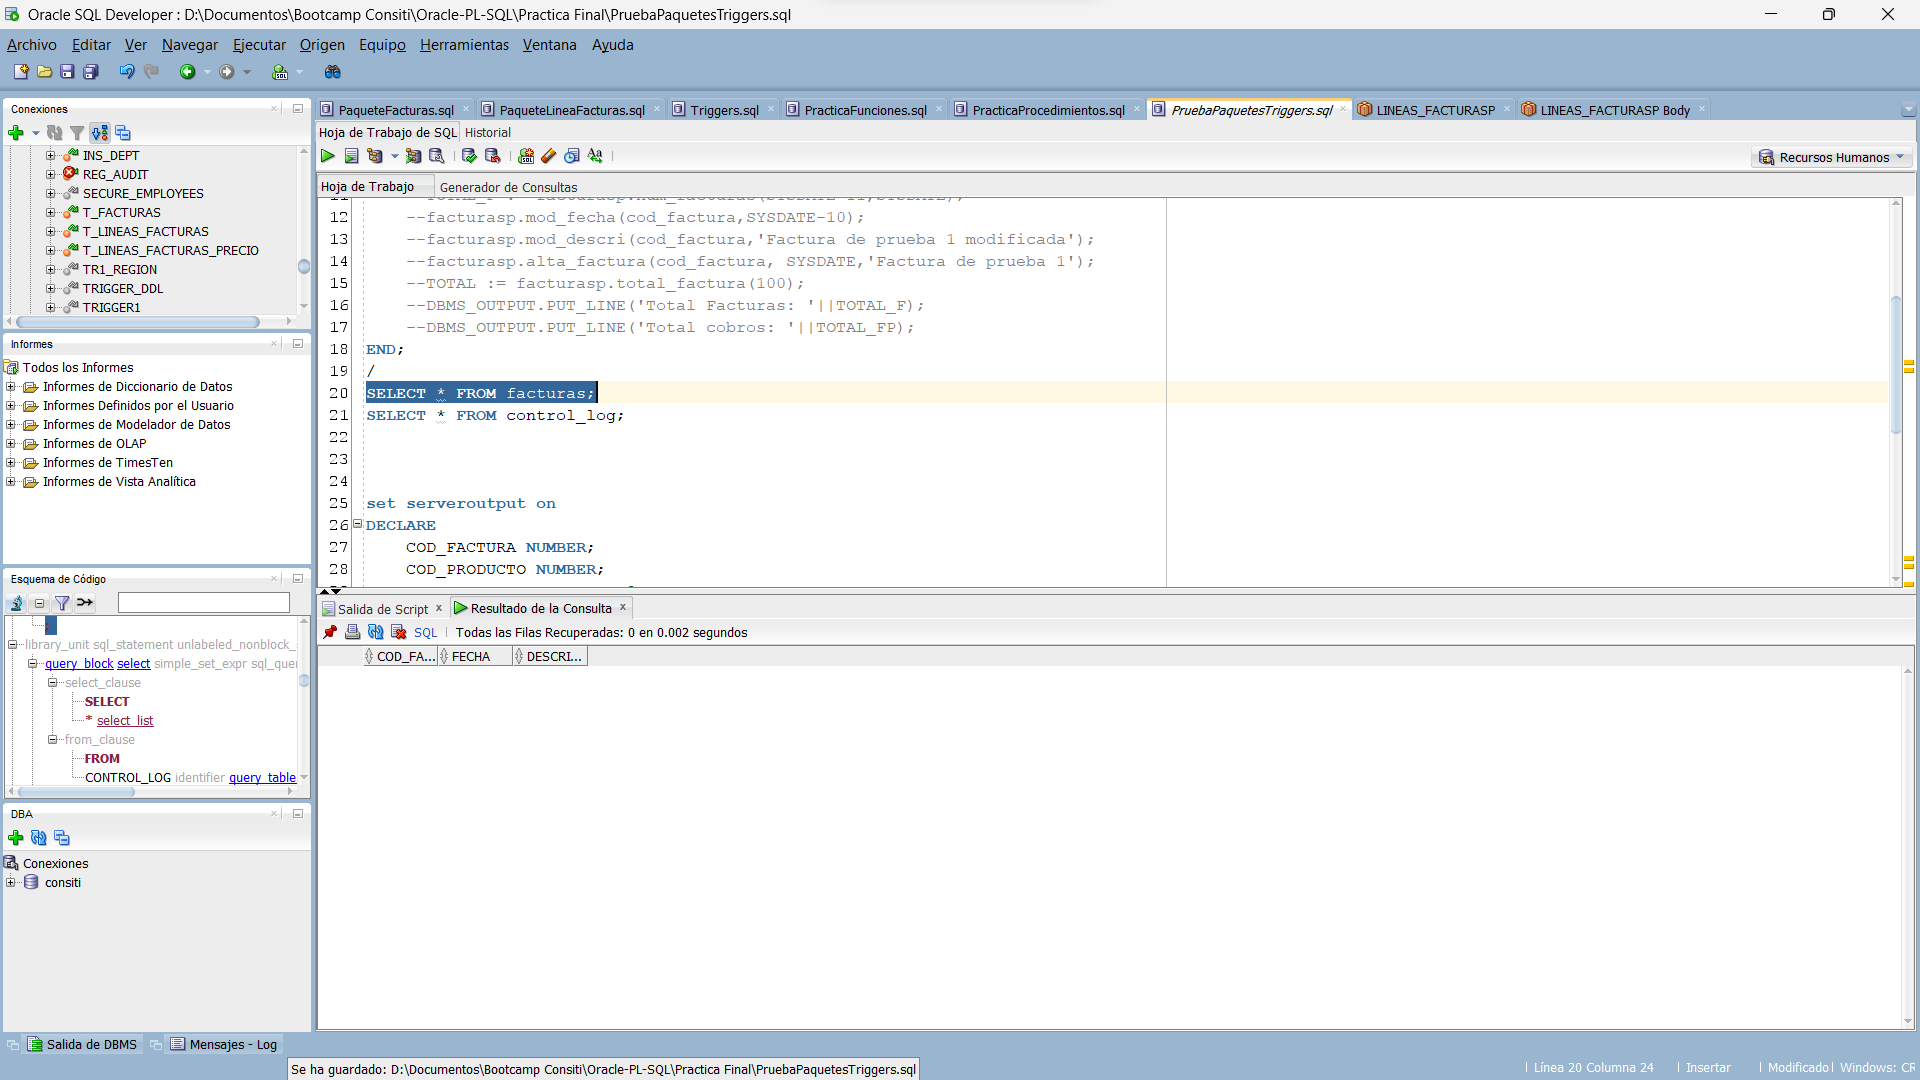 Oracle SQL Developer : D:\Documentos\Bootcamp Consiti\Oracle-PL-SQL\Practica Final\PruebaPaquetesTriggers.sql
Archivo Editar Ver Navegar Ejecutar Origen Equipo Herramientas Ventana Ayuda
Conexiones
INS_DEPT
REG_AUDIT
SECURE_EMPLOYEES
T_FACTURAS
T_LINEAS_FACTURAS
T_LINEAS_FACTURAS_PRECIO
TR1_REGION
TRIGGER_DDL
TRIGGER1
Informes
Todos los Informes
Informes de Diccionario de Datos
Informes Definidos por el Usuario
Informes de Modelador de Datos
Informes de OLAP
Informes de TimesTen
Informes de Vista Analítica
Esquema de Código
library_unit sql_statement unlabeled_nonblock_
query_block select simple_set_expr sql_que
select_clause
SELECT
* select_list
from_clause
FROM
CONTROL_LOG identifier query_table
DBA
Conexiones
consiti
PaqueteFacturas.sql PaqueteLineaFacturas.sql Triggers.sql PracticaFunciones.sql PracticaProcedimientos.sql PruebaPaquetesTriggers.sql LINEAS_FACTURASP LINEAS_FACTURASP Body
Hoja de Trabajo de SQL Historial
Recursos Humanos
Hoja de Trabajo Generador de Consultas
12 --facturasp.mod_fecha(cod_factura,SYSDATE-10);
13 --facturasp.mod_descri(cod_factura,'Factura de prueba 1 modificada');
14 --facturasp.alta_factura(cod_factura, SYSDATE,'Factura de prueba 1');
15 --TOTAL := facturasp.total_factura(100);
16 --DBMS_OUTPUT.PUT_LINE('Total Facturas: '||TOTAL_F);
17 --DBMS_OUTPUT.PUT_LINE('Total cobros: '||TOTAL_FP);
18 END;
19 /
20 SELECT * FROM facturas;
21 SELECT * FROM control_log;
22
23
24
25 set serveroutput on
26 DECLARE
27 COD_FACTURA NUMBER;
28 COD_PRODUCTO NUMBER;
Salida de Script Resultado de la Consulta
SQL Todas las Filas Recuperadas: 0 en 0.002 segundos
COD_FA... FECHA DESCRI...
Salida de DBMS Mensajes - Log
Se ha guardado: D:\Documentos\Bootcamp Consiti\Oracle-PL-SQL\Practica Final\PruebaPaquetesTriggers.sql
Línea 20 Columna 24 Insertar Modificado Windows: CR